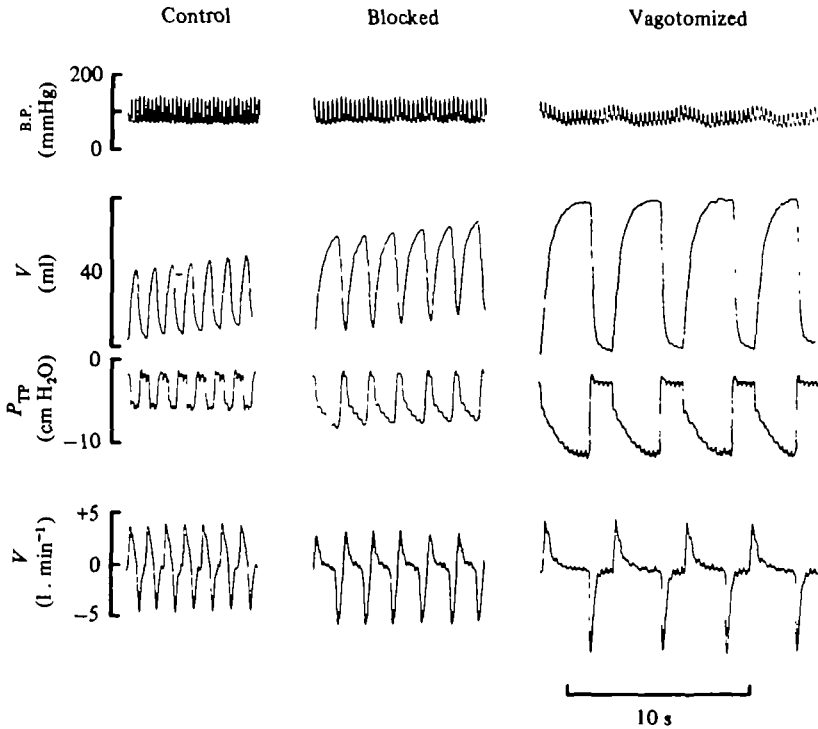 Control Blocked Vagotomized
200
B.P.
(mmHg)
0
V
(ml)
40
0
P_TP
(cm H₂O)
−10
+5
V
(l . min⁻¹)
0
−5
10 s